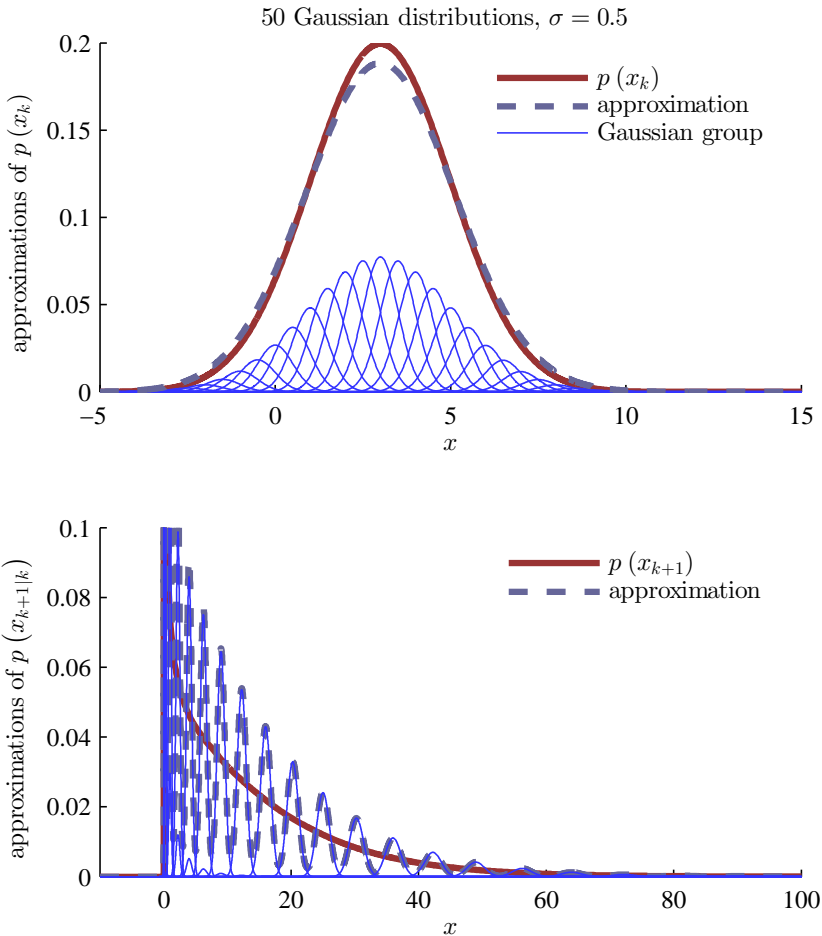 50 Gaussian distributions, σ = 0.5
approximations of p (x_k)
0.2
0.15
0.1
0.05
0
p (x_k)
approximation
Gaussian group
−5 0 5 10 15
x
approximations of p (x_{k+1|k})
0.1
0.08
0.06
0.04
0.02
0
p (x_{k+1})
approximation
0 20 40 60 80 100
x